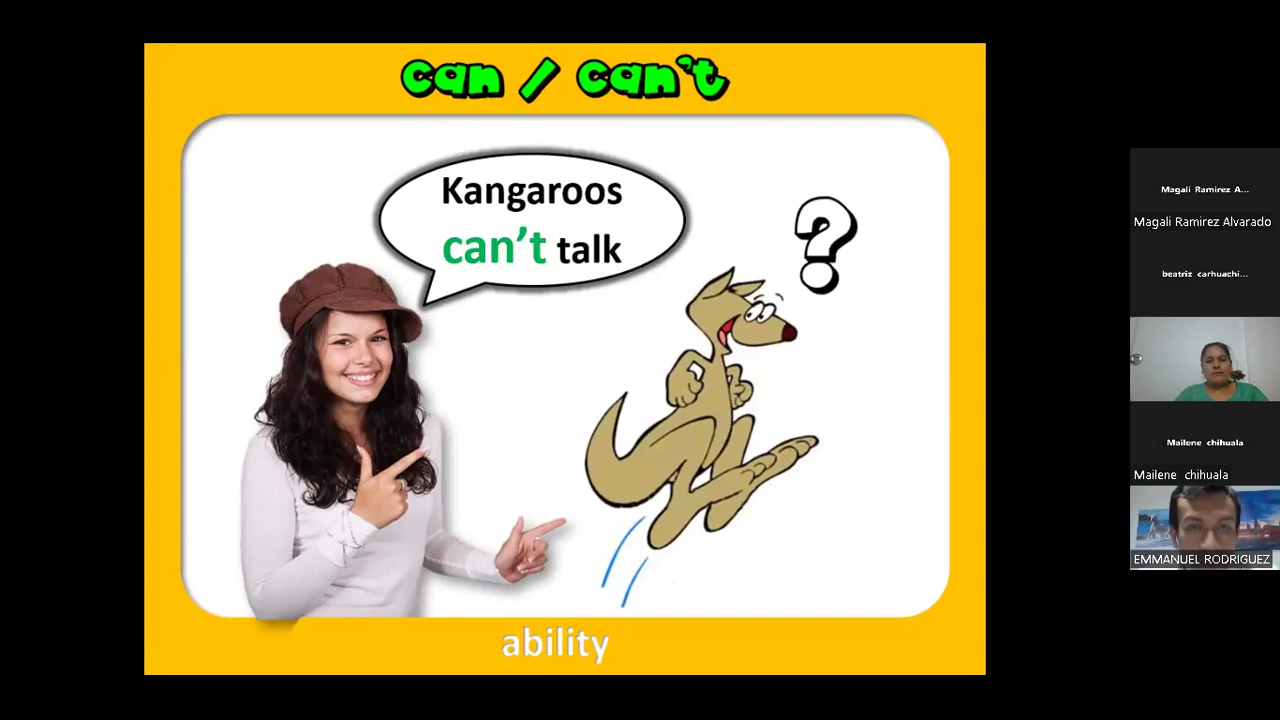 can / can't
Kangaroos
can't talk
?
ability
Magali Ramirez A...
Magali Ramirez Alvarado
beatriz carhuachi...
Mailene chihuala
Mailene chihuala
EMMANUEL RODRIGUEZ